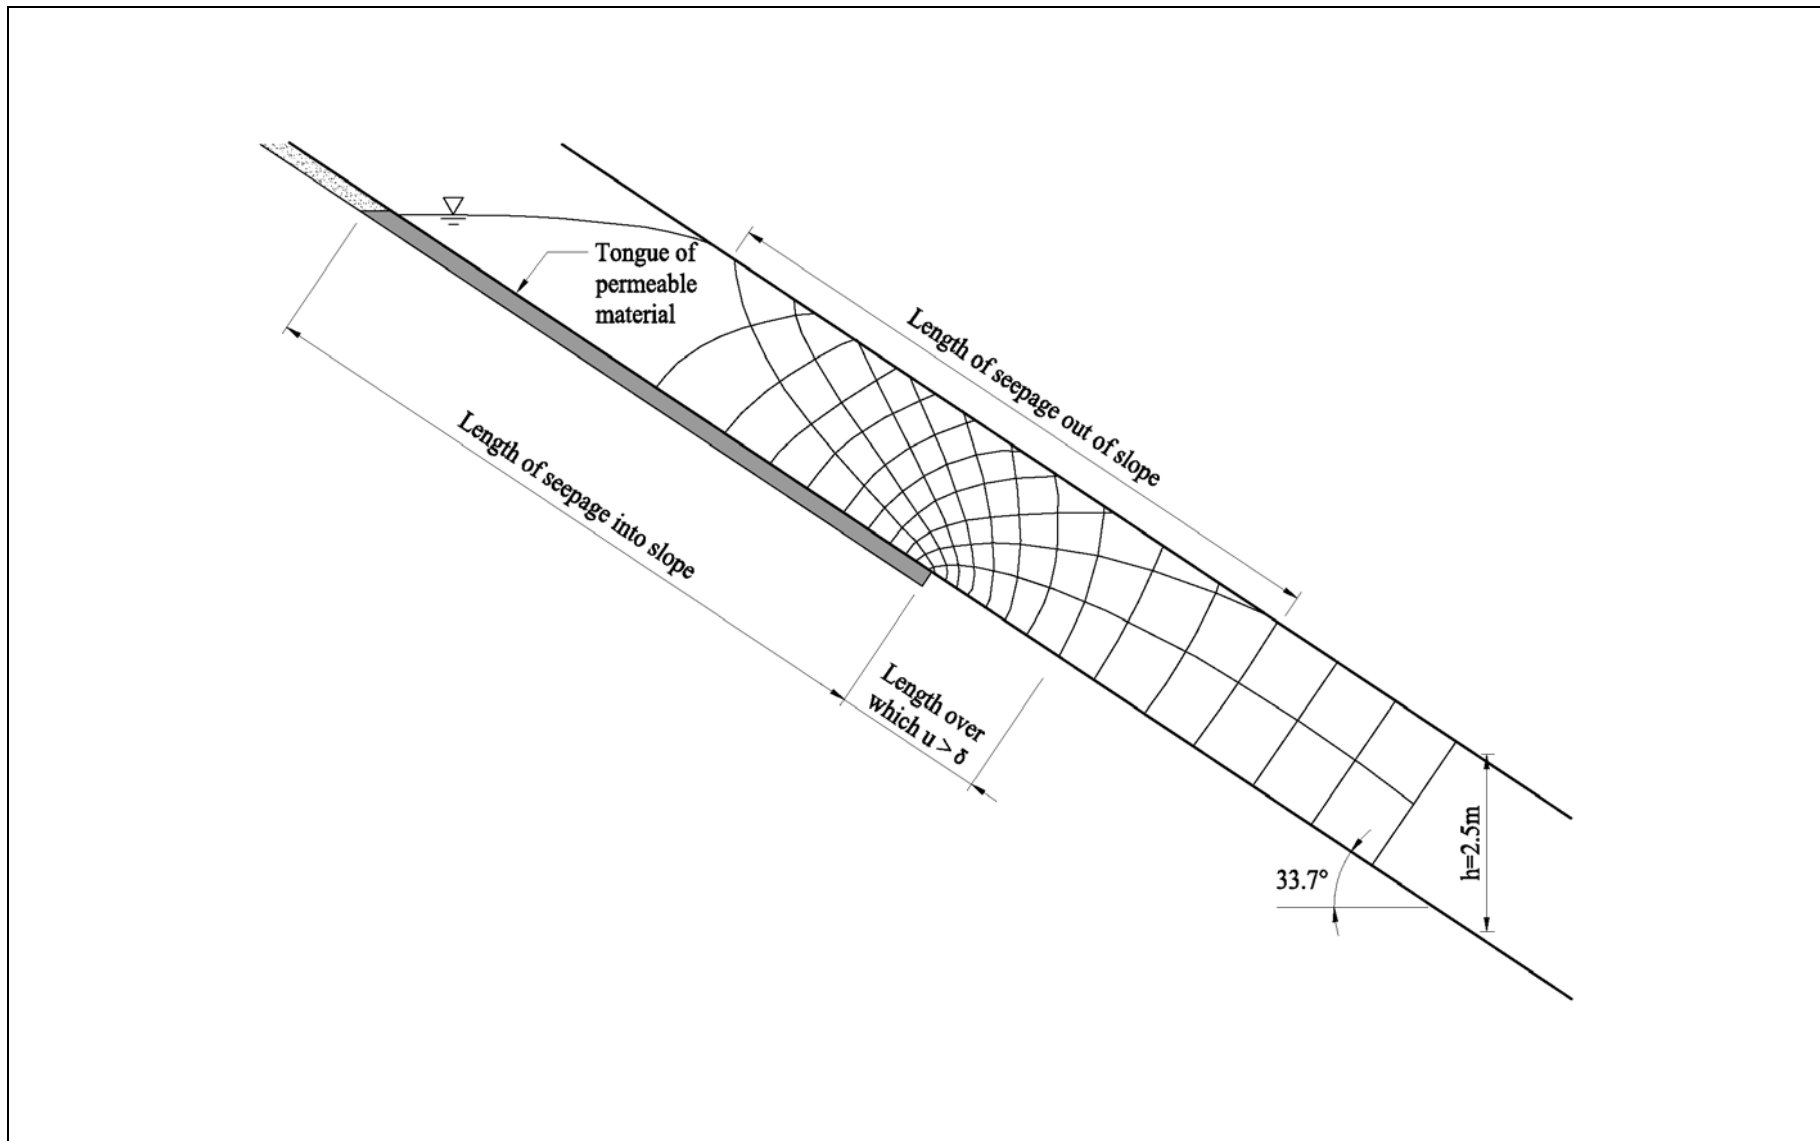 Tongue of
permeable
material
Length of seepage out of slope
Length of seepage into slope
Length over
which u > δ
33.7°
h=2.5m